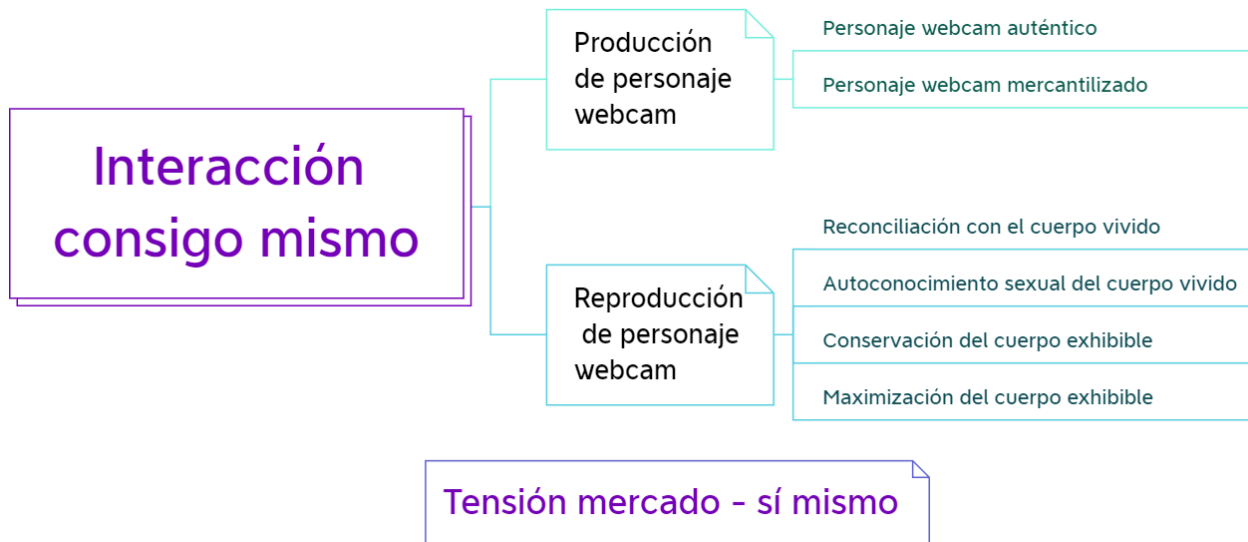 Interacción
consigo mismo
Producción
de personaje
webcam
Personaje webcam auténtico
Personaje webcam mercantilizado
Reproducción
de personaje
webcam
Reconciliación con el cuerpo vivido
Autoconocimiento sexual del cuerpo vivido
Conservación del cuerpo exhibible
Maximización del cuerpo exhibible
Tensión mercado - sí mismo